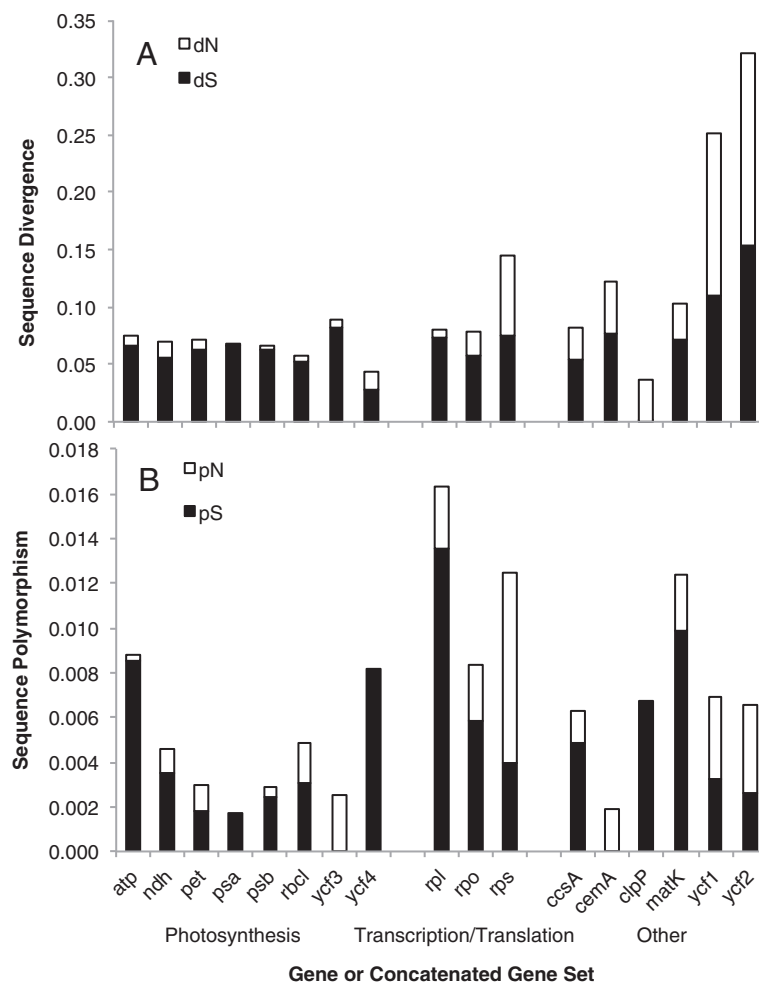 0.35
A
dN
dS
0.30
0.25
0.20
0.15
0.10
0.05
0.00
Sequence Divergence
0.018
B
pN
pS
0.016
0.014
0.012
0.010
0.008
0.006
0.004
0.002
0.000
Sequence Polymorphism
atp ndh pet psa psb rbcl ycf3 ycf4 rpl rpo rps ccsA cemA clpP matK ycf1 ycf2
Photosynthesis Transcription/Translation Other
Gene or Concatenated Gene Set